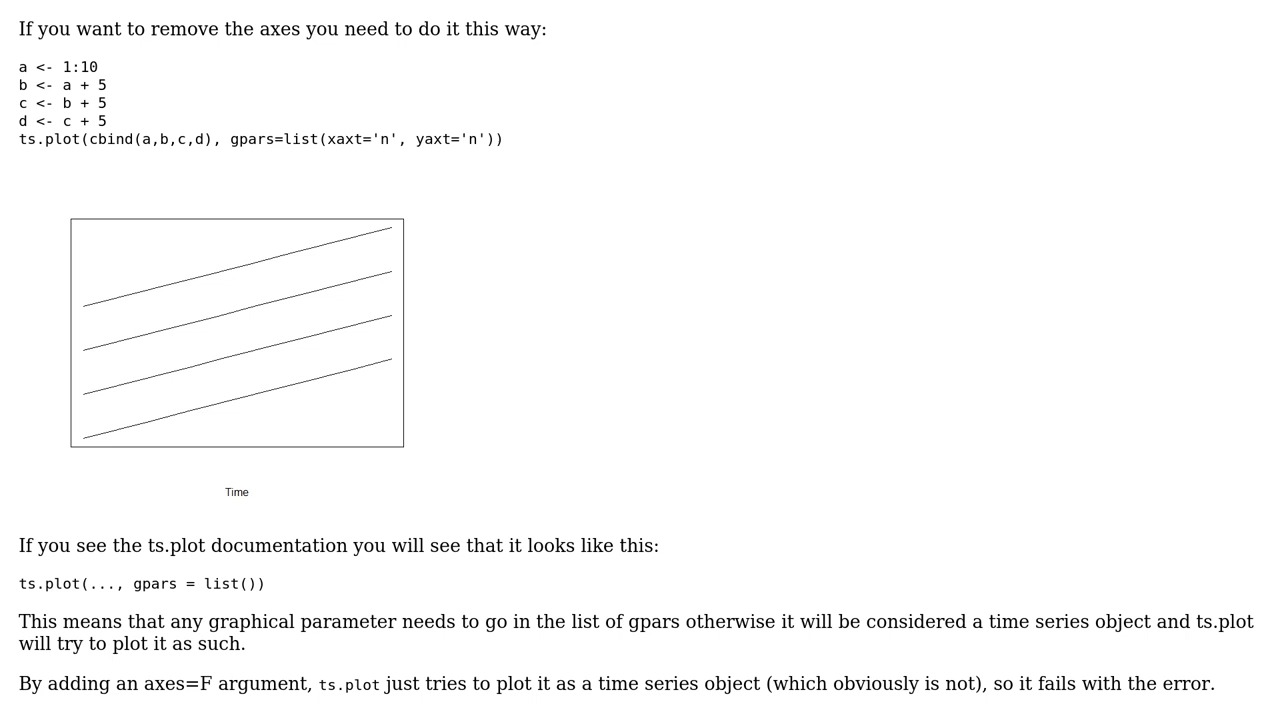 If you want to remove the axes you need to do it this way:
a <- 1:10
b <- a + 5
c <- b + 5
d <- c + 5
ts.plot(cbind(a,b,c,d), gpars=list(xaxt='n', yaxt='n'))
Time
If you see the ts.plot documentation you will see that it looks like this:
ts.plot(..., gpars = list())
This means that any graphical parameter needs to go in the list of gpars otherwise it will be considered a time series object and ts.plot
will try to plot it as such.
By adding an axes=F argument, ts.plot just tries to plot it as a time series object (which obviously is not), so it fails with the error.